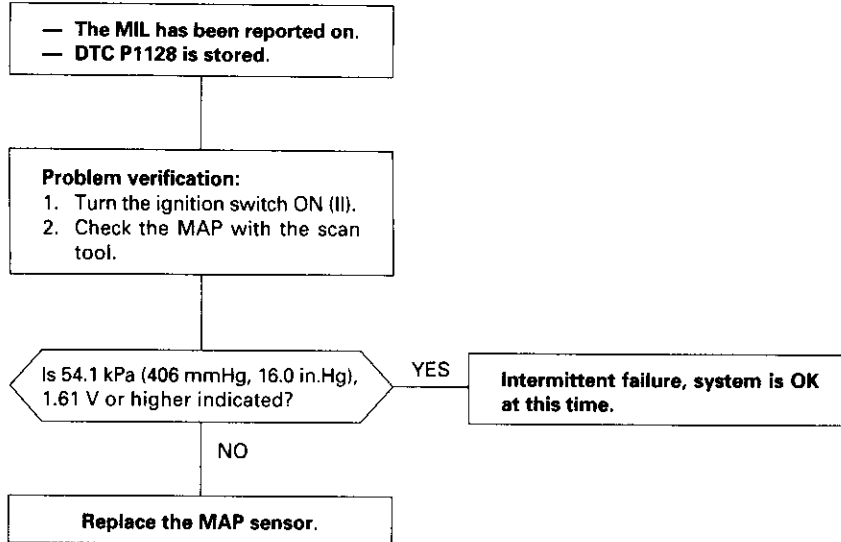 — The MIL has been reported on.
— DTC P1128 is stored.
Problem verification:
1. Turn the ignition switch ON (II).
2. Check the MAP with the scan
tool.
Is 54.1 kPa (406 mmHg, 16.0 in.Hg),
1.61 V or higher indicated?
YES
Intermittent failure, system is OK
at this time.
NO
Replace the MAP sensor.